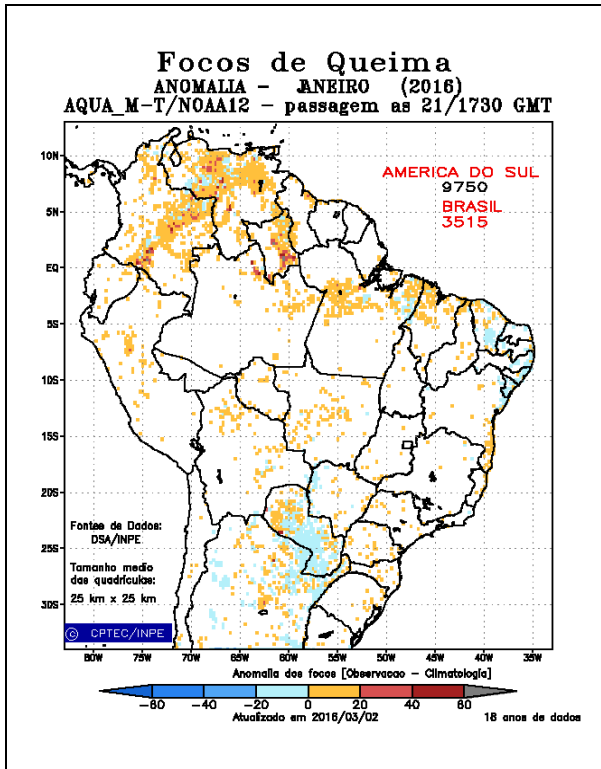 Focos de Queima
ANOMALIA - JANEIRO (2016)
AQUA_M-T/NOAA12 - passagem as 21/1730 GMT
10N
5N
EQ
5S
10S
15S
20S
25S
30S
AMERICA DO SUL
9750
BRASIL
3515
Fontes de Dados:
DSA/INPE
Tamanho medio
das quadriculas:
25 km x 25 km
© CPTEC/INPE
80W 75W 70W 65W 60W 55W 50W 45W 40W 35W
Anomalia dos focos [Observacao - Climatologia]
-60 -40 -20 0 20 40 60
Atualizado em 2016/03/02
18 anos de dados